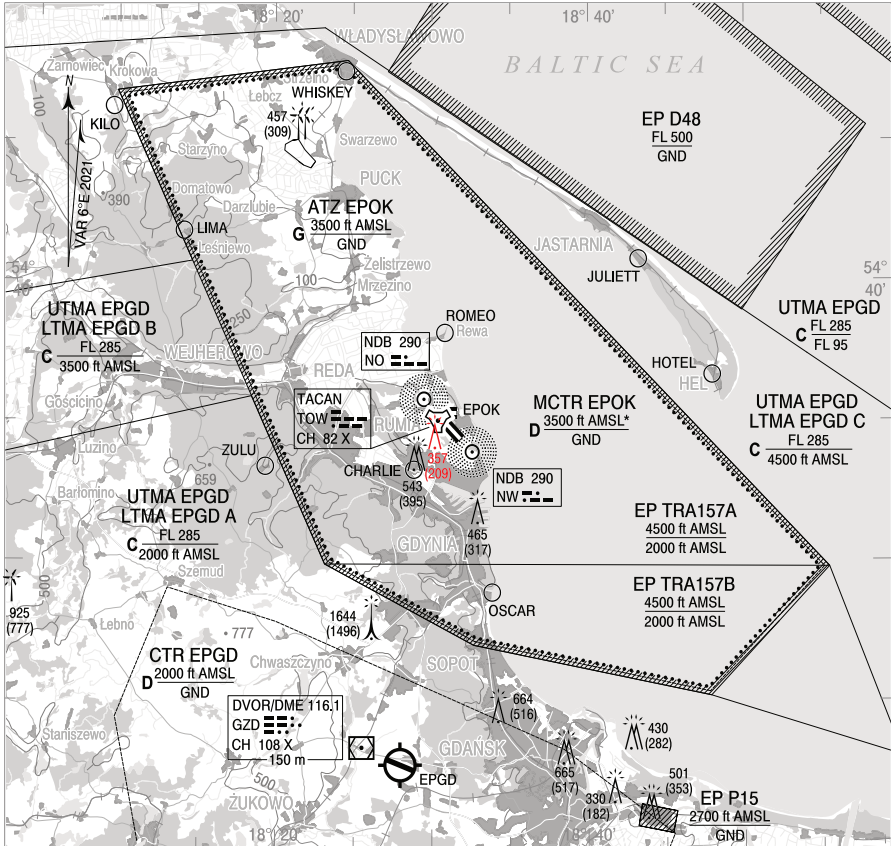 18° 20'
18° 40'
WŁADYSŁAWOWO
BALTIC SEA
Żarnowiec
Krokowa
Strzelno
WHISKEY
Łebcz
KILO
N
100
457
(309)
EP D48
FL 500
GND
Swarzewo
Starzyno
VAR 6°E 2021
PUCK
390
Domatowo
Darzlubie
ATZ EPOK
G
3500 ft AMSL
GND
LIMA
Leśniewo
JASTARNIA
JULIETT
Żelistrzewo
Mrzezino
100
54°
40'
54°
40'
UTMA EPGD
LTMA EPGD B
C
FL 285
3500 ft AMSL
250
ROMEO
Rewa
UTMA EPGD
C
FL 285
FL 95
NDB 290
NO
WEJHEROWO
REDA
HOTEL
HEL
Gościcino
TACAN
TOW
CH 82 X
EPOK
MCTR EPOK
D
3500 ft AMSL*
GND
UTMA EPGD
LTMA EPGD C
C
FL 285
4500 ft AMSL
RUMIA
Luzino
ZULU
CHARLIE
357
(209)
543
(395)
NDB 290
NW
659
Barłomino
UTMA EPGD
LTMA EPGD A
C
FL 285
2000 ft AMSL
465
(317)
EP TRA157A
4500 ft AMSL
2000 ft AMSL
GDYNIA
Szemud
500
925
(777)
EP TRA157B
4500 ft AMSL
2000 ft AMSL
OSCAR
1644
(1496)
Łebno
777
Chwaszczyno
CTR EPGD
D
2000 ft AMSL
GND
SOPOT
DVOR/DME 116.1
GZD
CH 108 X
150 m
664
(516)
Staniszewo
430
(282)
GDAŃSK
665
(517)
EPGD
500
330
(182)
501
(353)
EP P15
2700 ft AMSL
GND
ŻUKOWO
18° 20'
18° 40'